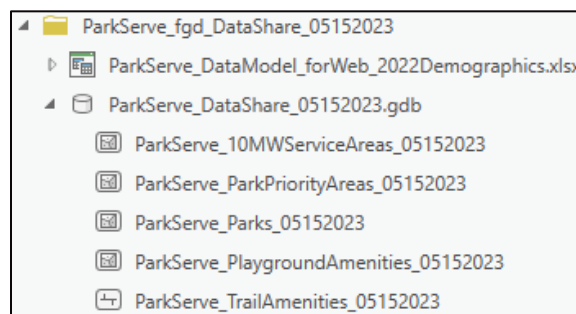 ParkServe_fgd_DataShare_05152023
ParkServe_DataModel_forWeb_2022Demographics.xlsx
ParkServe_DataShare_05152023.gdb
ParkServe_10MWServiceAreas_05152023
ParkServe_ParkPriorityAreas_05152023
ParkServe_Parks_05152023
ParkServe_PlaygroundAmenities_05152023
ParkServe_TrailAmenities_05152023